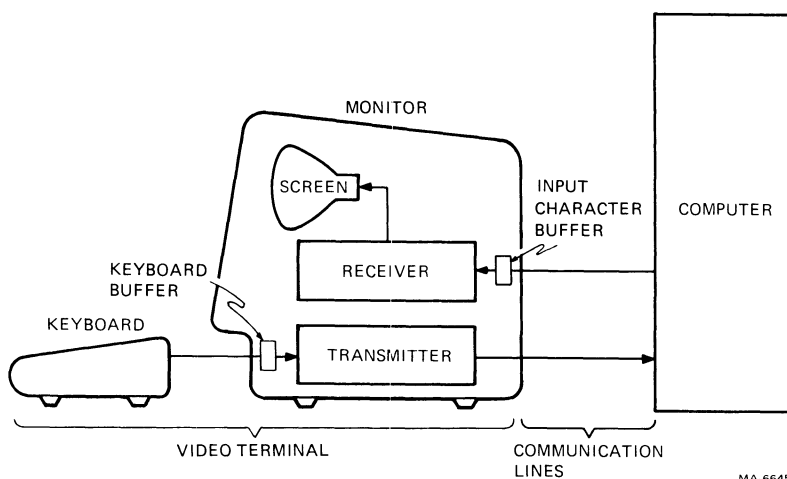 MONITOR
SCREEN
INPUT
CHARACTER
BUFFER
COMPUTER
RECEIVER
KEYBOARD
BUFFER
KEYBOARD
TRANSMITTER
VIDEO TERMINAL
COMMUNICATION
LINES